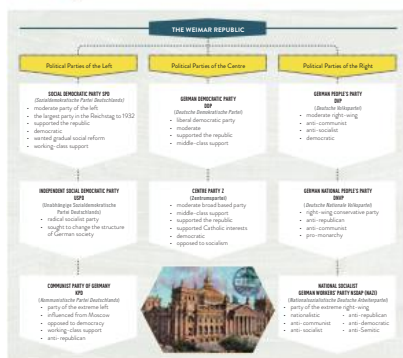 THE WEIMAR REPUBLIC
Political Parties of the Left
Political Parties of the Centre
Political Parties of the Right
SOCIAL DEMOCRATIC PARTY SPD
(Sozialdemokratische Partei Deutschlands)
• moderate party of the left
• the largest party in the Reichstag to 1932
• supported the republic
• democratic
• wanted gradual social reform
• working-class support
GERMAN DEMOCRATIC PARTY
DDP
(Deutsche Demokratische Partei)
• liberal democratic party
• moderate
• supported the republic
• middle-class support
GERMAN PEOPLE'S PARTY
DVP
(Deutsche Volkspartei)
• moderate right-wing
• anti-communist
• anti-socialist
• democratic
INDEPENDENT SOCIAL DEMOCRATIC PARTY
USPD
(Unabhängige Sozialdemokratische
Partei Deutschlands)
• radical socialist party
• sought to change the structure
of German society
CENTRE PARTY Z
(Zentrumspartei)
• moderate broad based party
• middle-class support
• supported the republic
• supported Catholic interests
• democratic
• opposed to socialism
GERMAN NATIONAL PEOPLE'S PARTY
DNVP
(Deutsche Nationale Volkspartei)
• right-wing conservative party
• anti-republican
• anti-communist
• pro-monarchy
COMMUNIST PARTY OF GERMANY
KPD
(Kommunistische Partei Deutschlands)
• party of the extreme left
• influenced from Moscow
• opposed to democracy
• working-class support
• anti-republican
NATIONAL SOCIALIST
GERMAN WORKERS' PARTY NSDAP (NAZI)
(Nationalsozialistische Deutsche Arbeiterpartei)
• party of the extreme right-wing
• nationalistic
• anti-communist
• anti-socialist
• anti-republican
• anti-democratic
• anti-Semitic